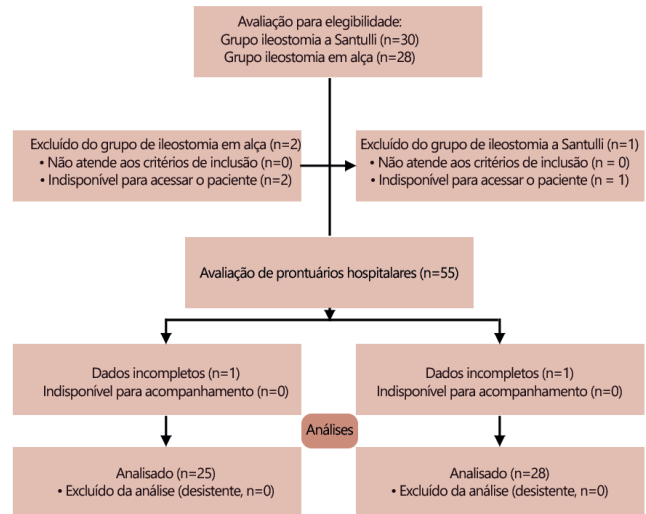 Avaliação para elegibilidade:
Grupo ileostomia a Santulli (n=30)
Grupo ileostomia em alça (n=28)
Excluído do grupo de ileostomia em alça (n=2)
• Não atende aos critérios de inclusão (n=0)
• Indisponível para acessar o paciente (n=2)
Excluído do grupo de ileostomia a Santulli (n=1)
• Não atende aos critérios de inclusão (n = 0)
• Indisponível para acessar o paciente (n = 1)
Avaliação de prontuários hospitalares (n=55)
Dados incompletos (n=1)
Indisponível para acompanhamento (n=0)
Dados incompletos (n=1)
Indisponível para acompanhamento (n=0)
Análises
Analisado (n=25)
• Excluído da análise (desistente, n=0)
Analisado (n=28)
• Excluído da análise (desistente, n=0)